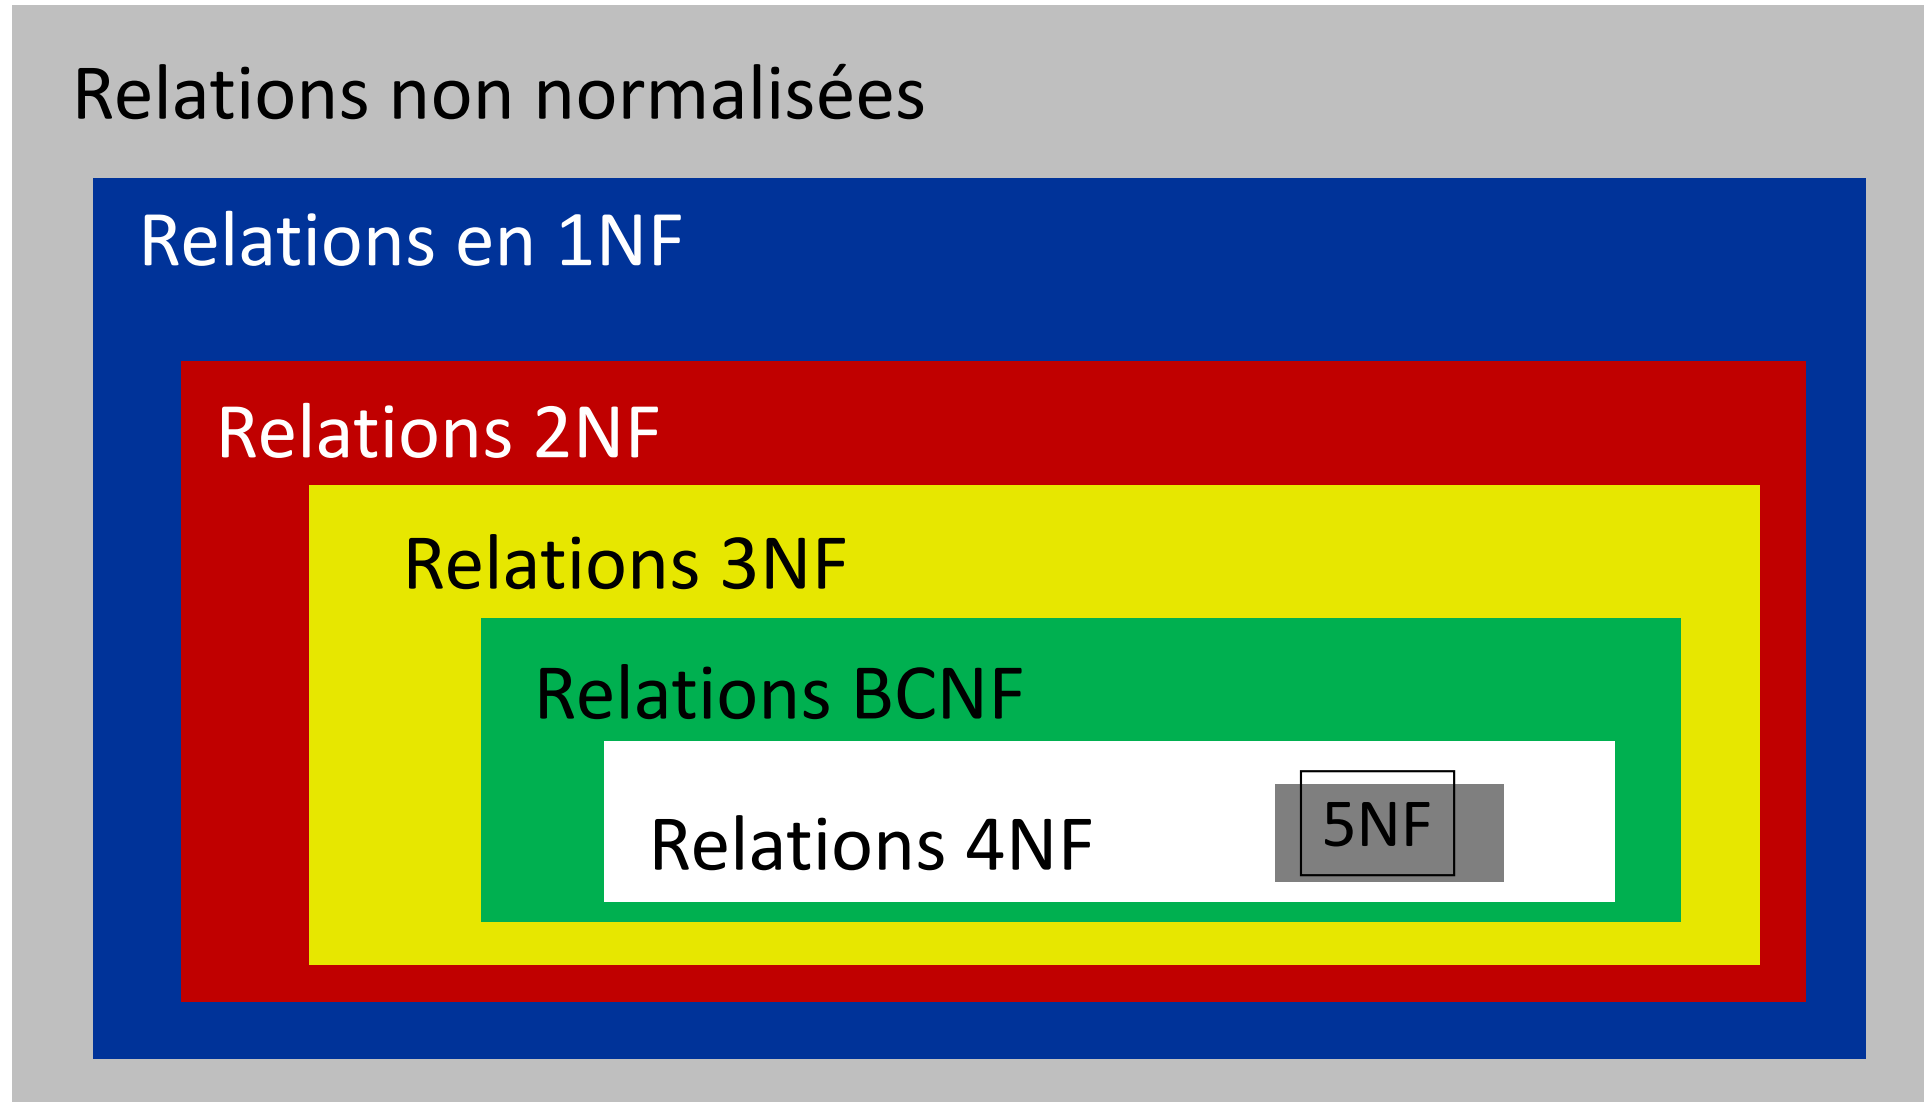 Relations non normalisées
Relations en 1NF
Relations 2NF
Relations 3NF
Relations BCNF
Relations 4NF
5NF